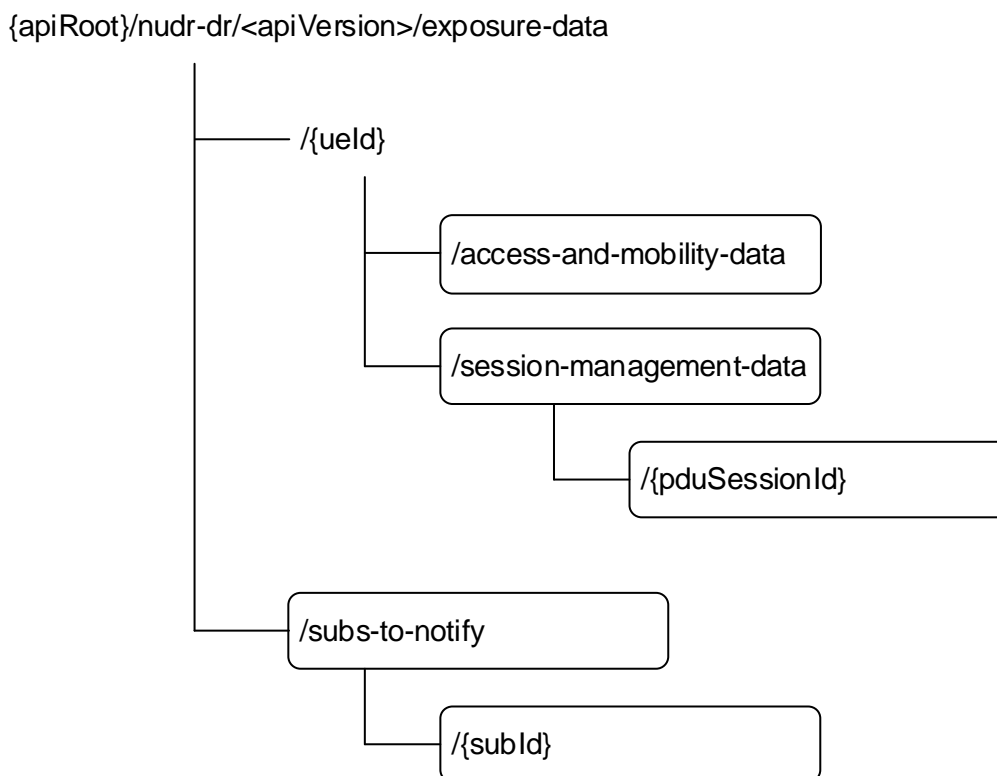 {apiRoot}/nudr-dr/<apiVersion>/exposure-data
/{ueId}
/access-and-mobility-data
/session-management-data
/{pduSessionId}
/subs-to-notify
/{subId}